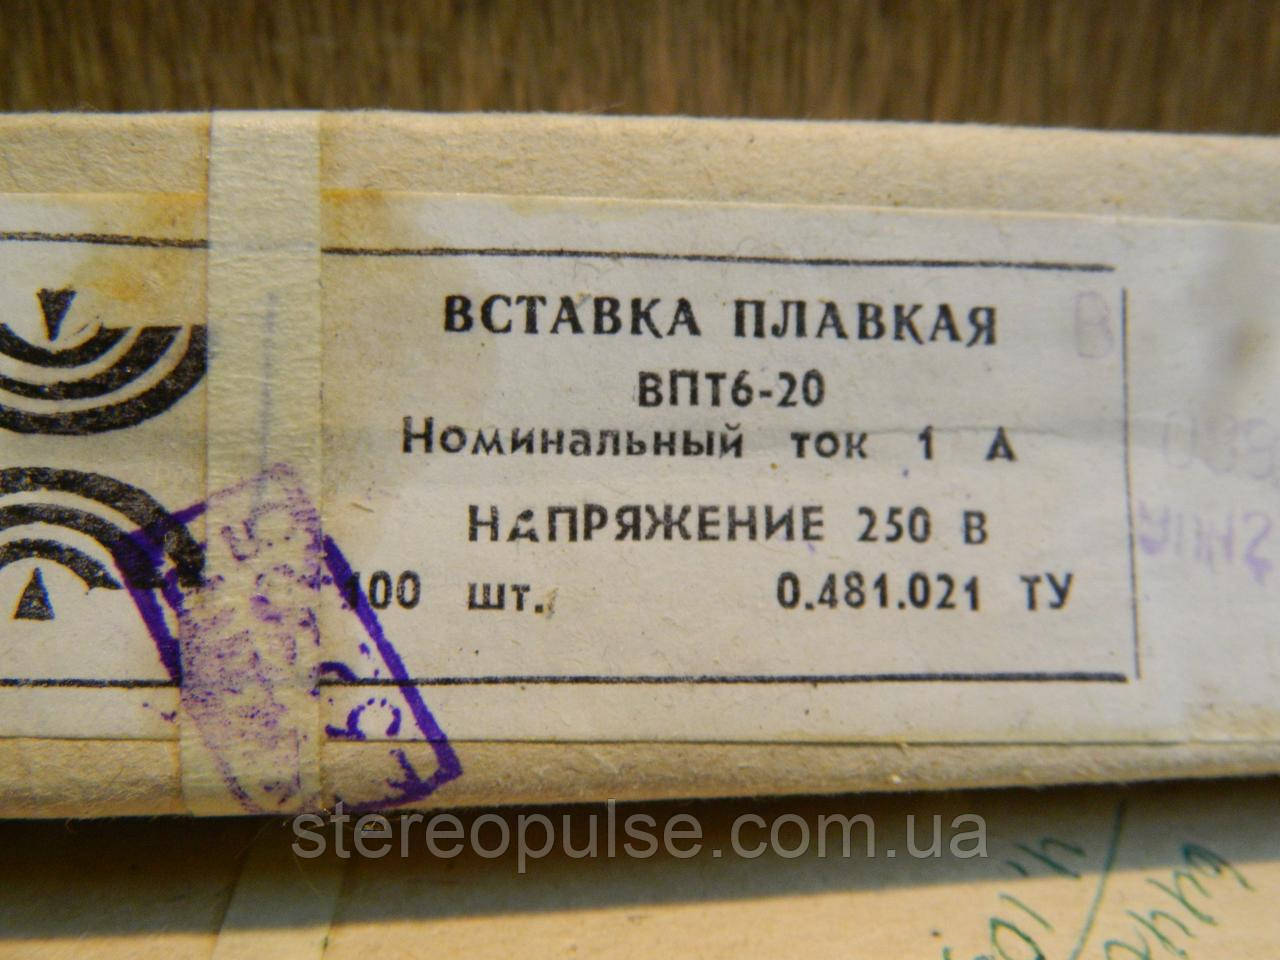 ВСТАВКА ПЛАВКАЯ
ВПТ6-20
Номинальный ток 1 А
НАПРЯЖЕНИЕ 250 В
100 шт. 0.481.021 ТУ
stereopulse.com.ua